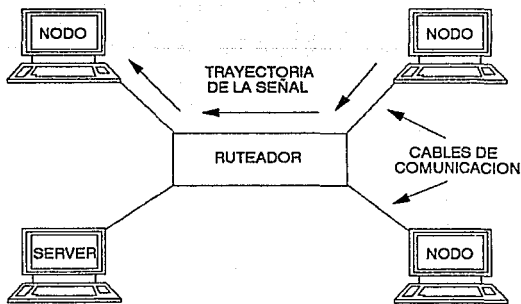 NODO
NODO
TRAYECTORIA
DE LA SEÑAL
RUTEADOR
CABLES DE
COMUNICACION
SERVER
NODO